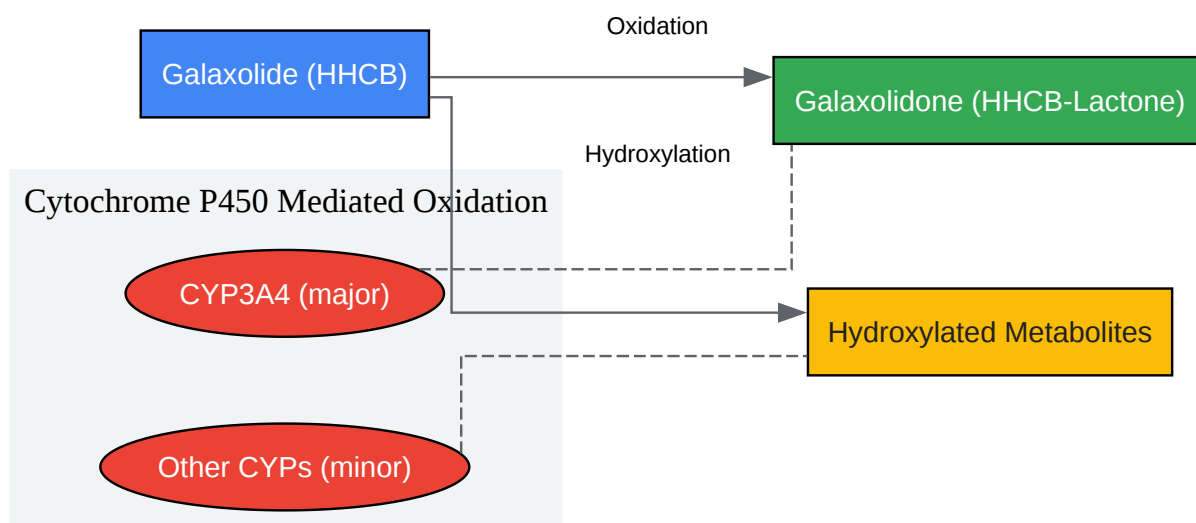 Oxidation
Galaxolide (HHCB)
Galaxolidone (HHCB-Lactone)
Hydroxylation
Cytochrome P450 Mediated Oxidation
CYP3A4 (major)
Hydroxylated Metabolites
Other CYPs (minor)